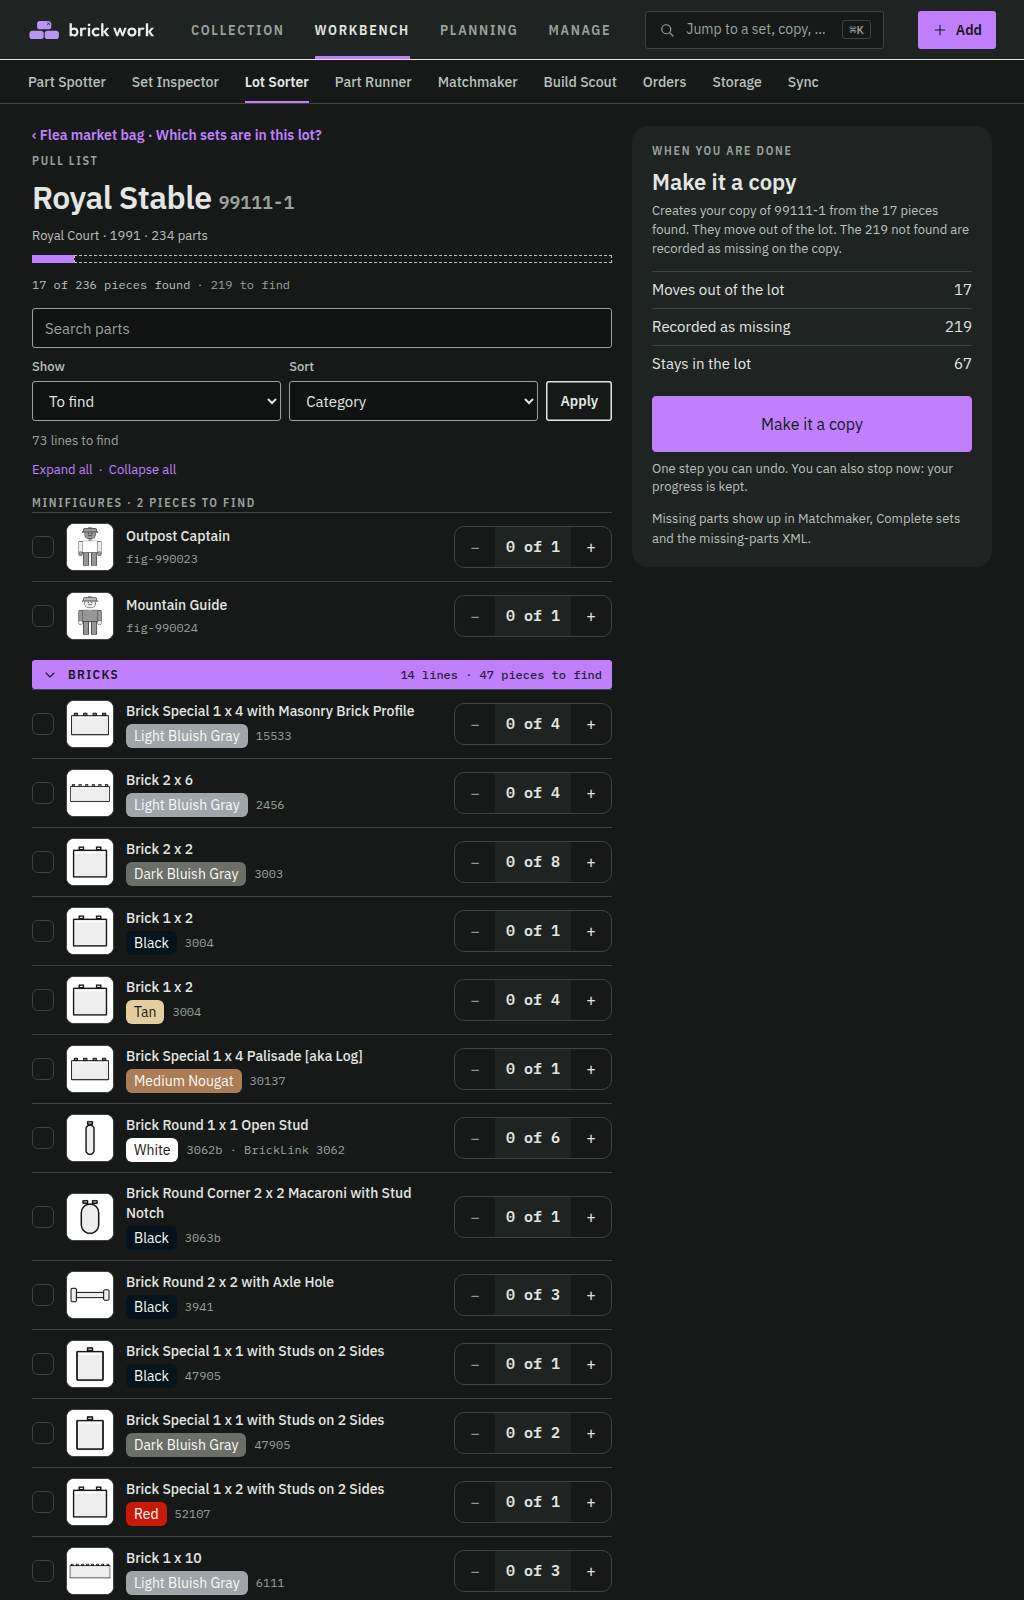 brick work
COLLECTION
WORKBENCH
PLANNING
MANAGE
Jump to a set, copy, ...
⌘K
+ Add
Part Spotter
Set Inspector
Lot Sorter
Part Runner
Matchmaker
Build Scout
Orders
Storage
Sync
‹ Flea market bag · Which sets are in this lot?
PULL LIST
Royal Stable 99111-1
Royal Court · 1991 · 234 parts
17 of 236 pieces found · 219 to find
Search parts
Show
Sort
To find
Category
Apply
73 lines to find
Expand all · Collapse all
MINIFIGURES · 2 PIECES TO FIND
Outpost Captain
fig-990023
− 0 of 1 +
Mountain Guide
fig-990024
− 0 of 1 +
BRICKS
14 lines · 47 pieces to find
Brick Special 1 x 4 with Masonry Brick Profile
Light Bluish Gray 15533
− 0 of 4 +
Brick 2 x 6
Light Bluish Gray 2456
− 0 of 4 +
Brick 2 x 2
Dark Bluish Gray 3003
− 0 of 8 +
Brick 1 x 2
Black 3004
− 0 of 1 +
Brick 1 x 2
Tan 3004
− 0 of 4 +
Brick Special 1 x 4 Palisade [aka Log]
Medium Nougat 30137
− 0 of 1 +
Brick Round 1 x 1 Open Stud
White 3062b · BrickLink 3062
− 0 of 6 +
Brick Round Corner 2 x 2 Macaroni with Stud
Notch
Black 3063b
− 0 of 1 +
Brick Round 2 x 2 with Axle Hole
Black 3941
− 0 of 3 +
Brick Special 1 x 1 with Studs on 2 Sides
Black 47905
− 0 of 1 +
Brick Special 1 x 1 with Studs on 2 Sides
Dark Bluish Gray 47905
− 0 of 2 +
Brick Special 1 x 2 with Studs on 2 Sides
Red 52107
− 0 of 1 +
Brick 1 x 10
Light Bluish Gray 6111
− 0 of 3 +
WHEN YOU ARE DONE
Make it a copy
Creates your copy of 99111-1 from the 17 pieces
found. They move out of the lot. The 219 not found are
recorded as missing on the copy.
Moves out of the lot 17
Recorded as missing 219
Stays in the lot 67
Make it a copy
One step you can undo. You can also stop now: your
progress is kept.
Missing parts show up in Matchmaker, Complete sets
and the missing-parts XML.